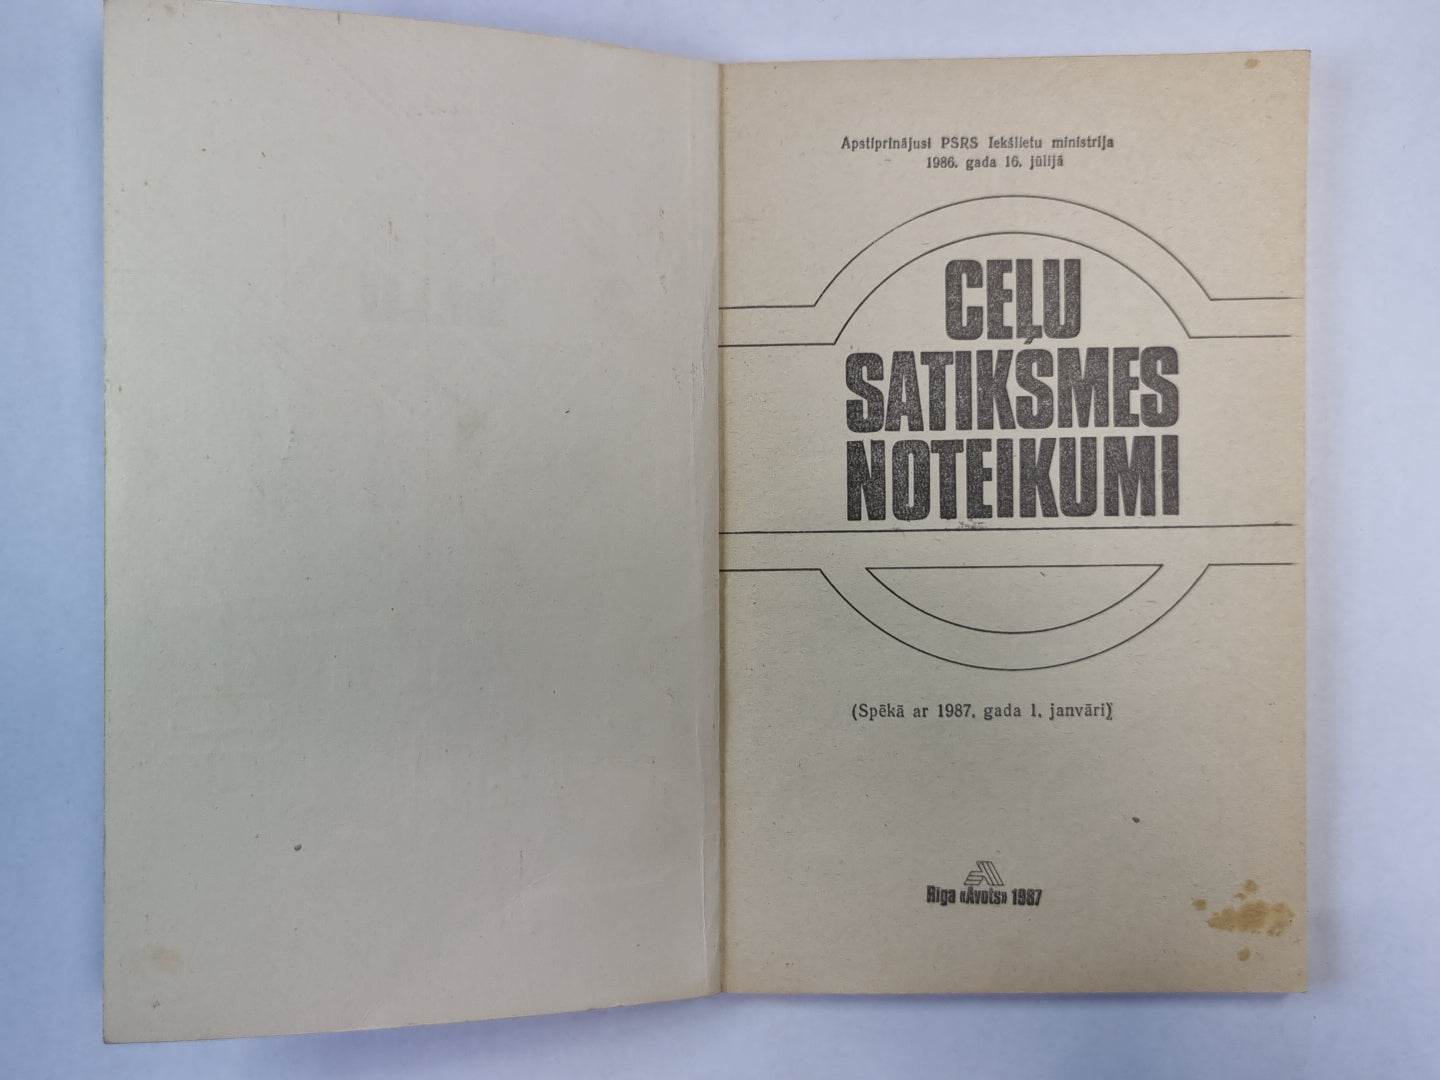 Apstiprinājusi PSRS Iekšlietu ministrija
1986. gada 16. jūlijā
CEĻU
SATIKSMES
NOTEIKUMI
(Spēkā ar 1987. gada 1. janvāri)
Rīga «Avots» 1987